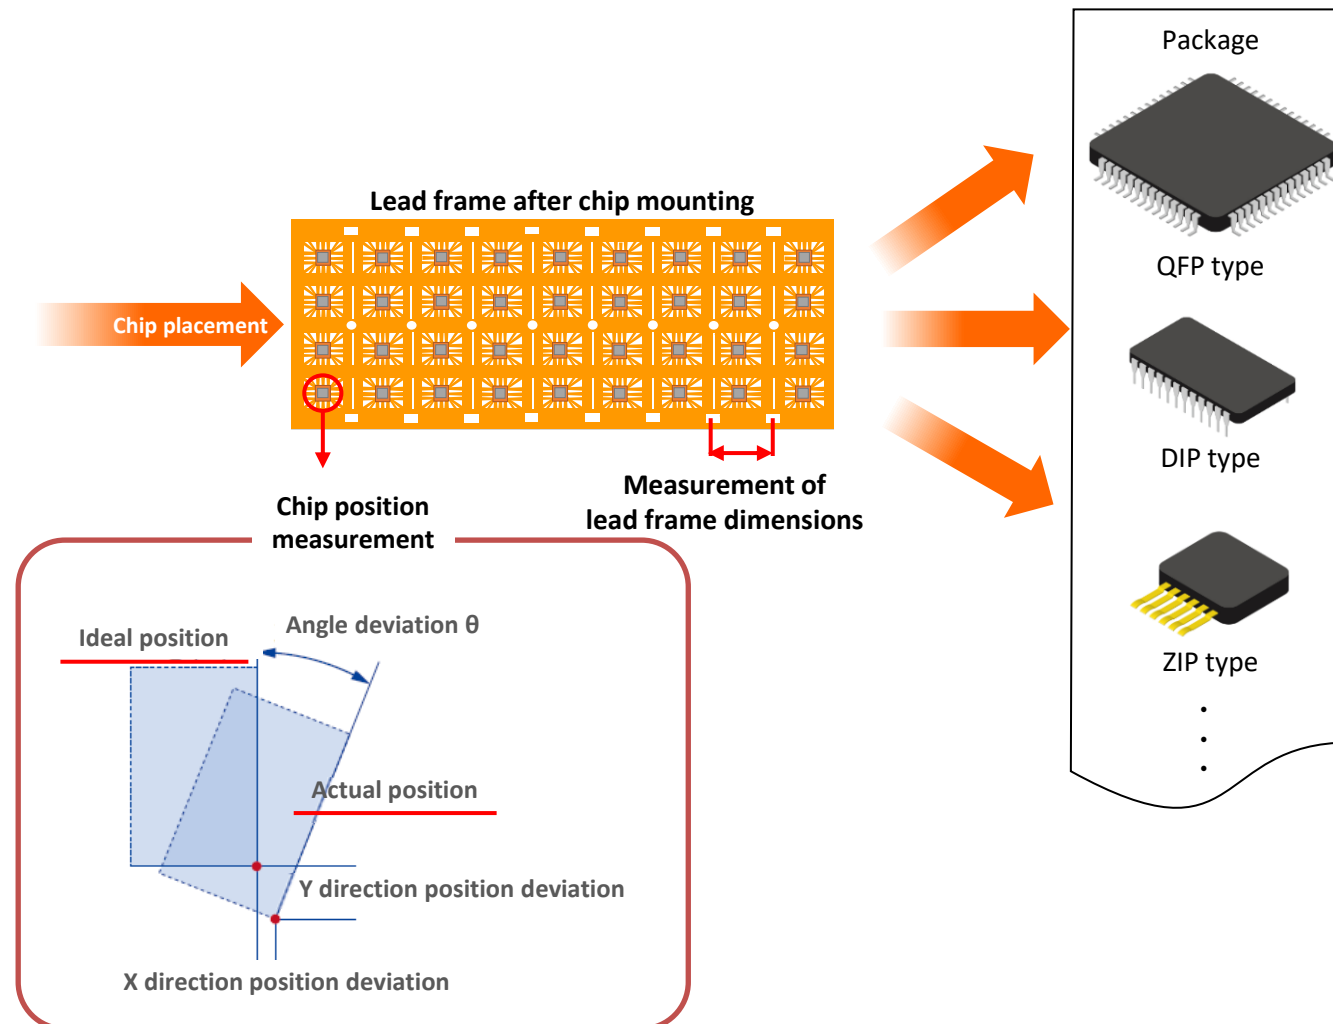 Package
Lead frame after chip mounting
QFP type
Chip placement
DIP type
Measurement of
lead frame dimensions
Chip position
measurement
Angle deviation θ
Ideal position
ZIP type
Actual position
Y direction position deviation
X direction position deviation